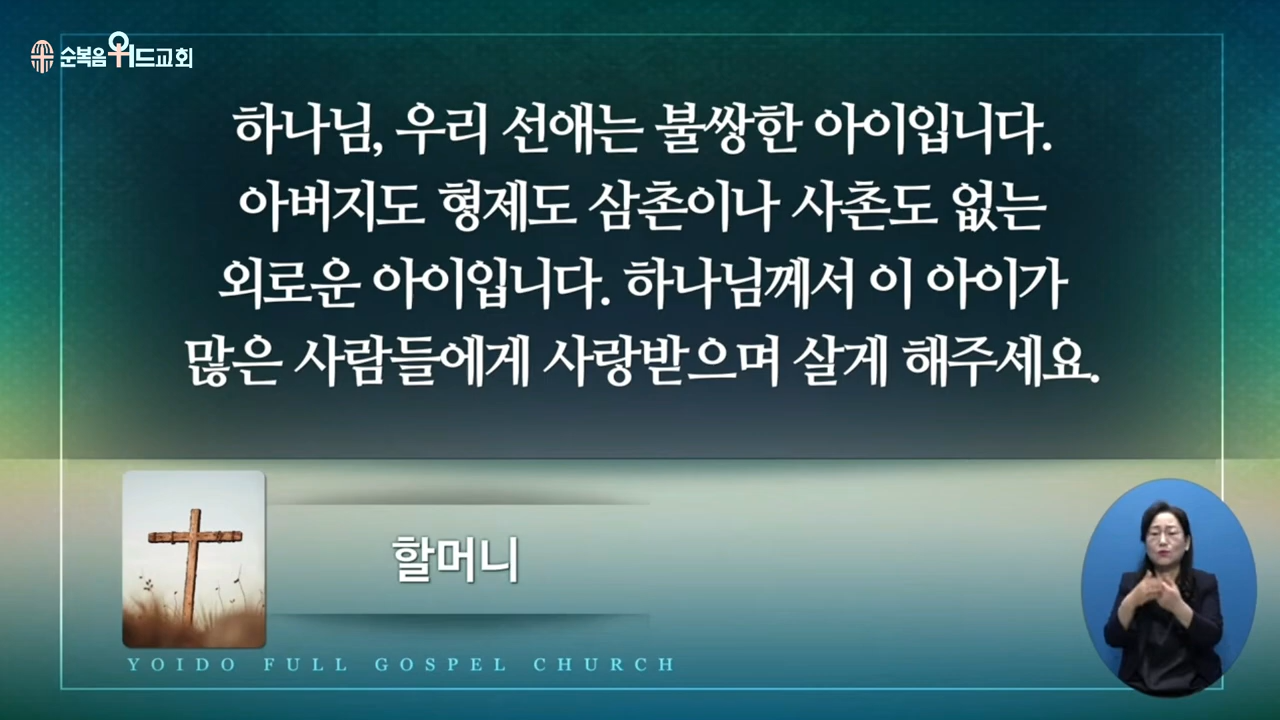 순복음워드교회
하나님, 우리 선애는 불쌍한 아이입니다.
아버지도 형제도 삼촌이나 사촌도 없는
외로운 아이입니다. 하나님께서 이 아이가
많은 사람들에게 사랑받으며 살게 해주세요.
할머니
YOIDO FULL GOSPEL CHURCH